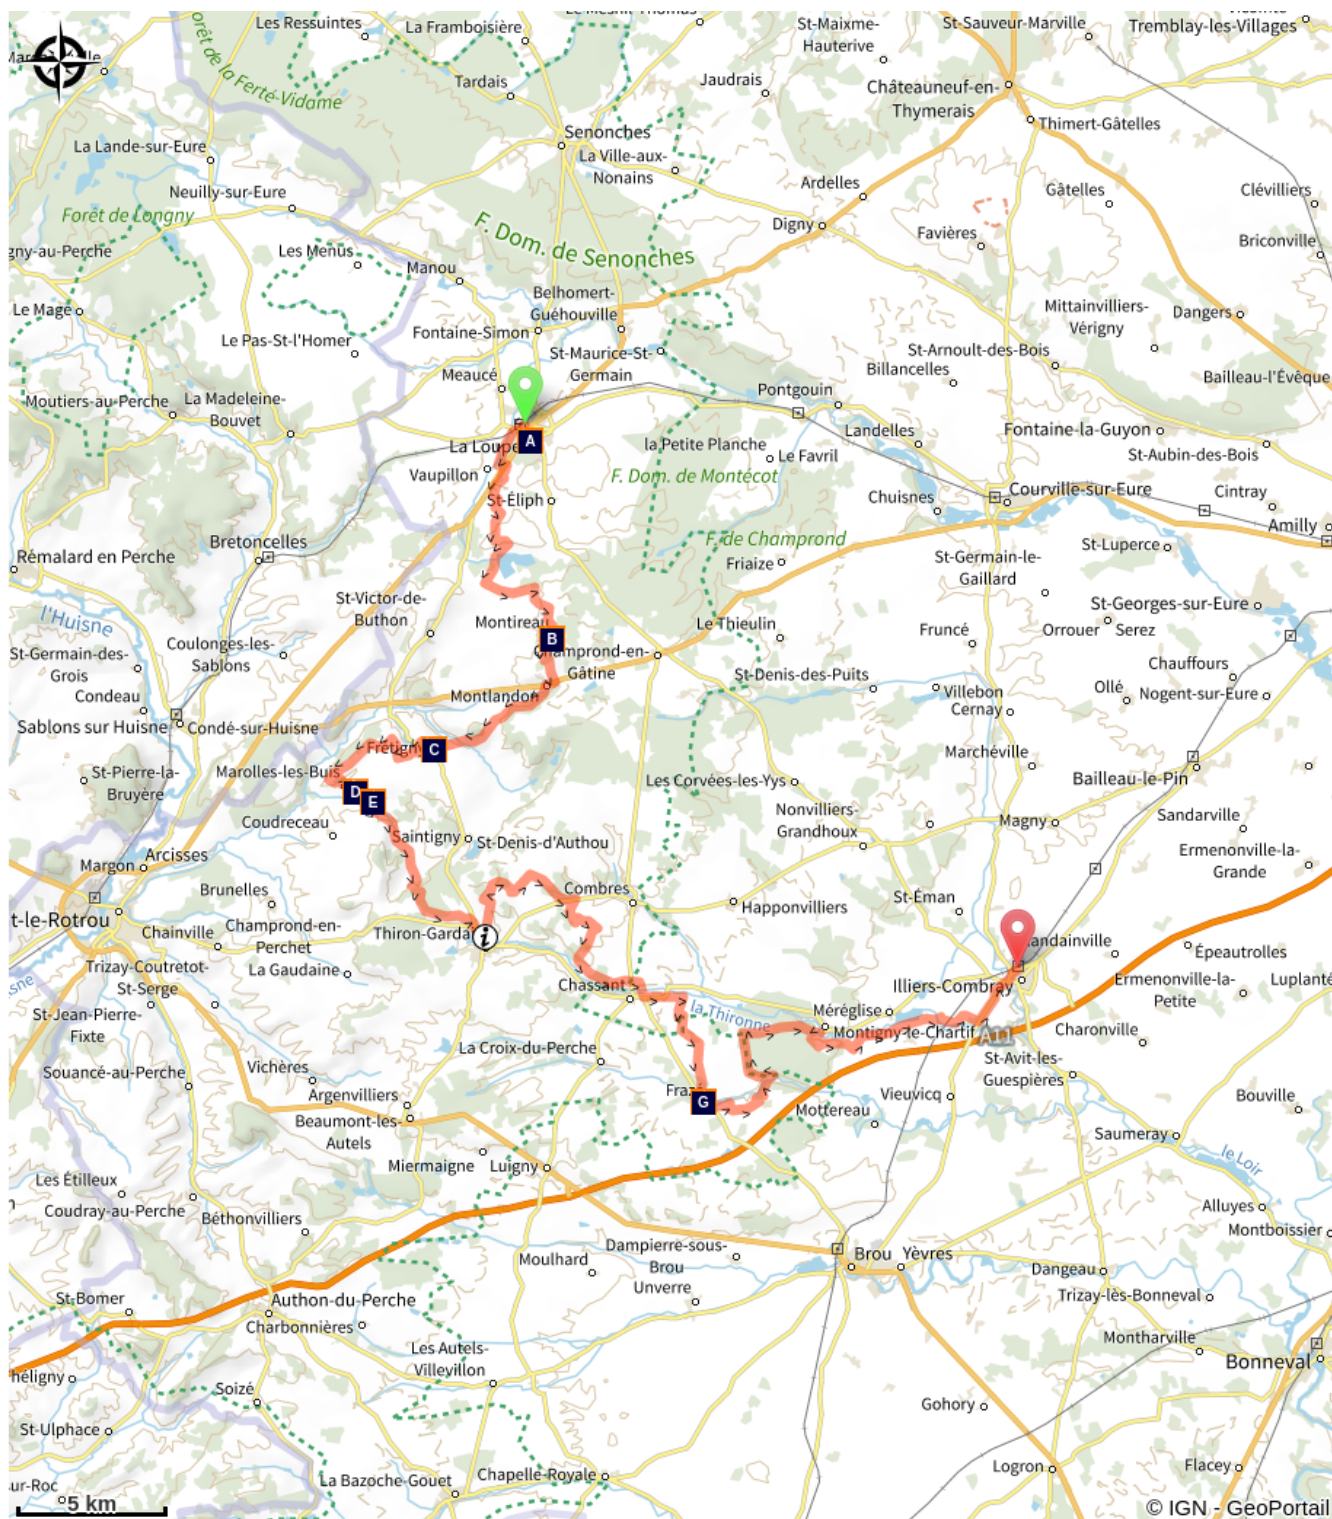 Les Ressuintes
La Framboisière
St-Maixme-
Hauterive
St-Sauveur-Marville
Tremblay-les-Villages
Forêt de la Ferté-Vidame
Tardais
Jaudrais
Châteauneuf-en-
Thymerais
Thimert-Gâtelles
Senonches
La Lande-sur-Eure
La Ville-aux-
Nonains
Neuilly-sur-Eure
Ardelles
Gâtelles
Clévilliers
Forêt de Longny
F. Dom. de Senonches
Digny
Favières
Briconville
gny-au-Perche
Les Menus
Manou
Belhomert-
Guéhouville
Le Mage
Mittainvilliers-
Vérigny
Dangers
Le Pas-St-l'Homer
Fontaine-Simon
St-Maurice-St-
Germain
St-Arnoult-des-Bois
Billancelles
Meaucé
Bailleau-l'Évêque
Moutiers-au-Perche
La Madeleine-
Bouvet
Pontgouin
Landelles
Fontaine-la-Guyon
A
La Loupe
la Petite Planche
Le Favril
St-Aubin-des-Bois
Vaupillon
F. Dom. de Montécot
St-Éliph
Chuisnes
Courville-sur-Eure
Cintray
Amilly
Bretoncelles
F. de Champrond
Rémalard en Perche
Friaize
St-Germain-le-
Gaillard
St-Luperce
l'Huisne
St-Victor-de-
Buthon
Montireau
Le Thieulin
St-Georges-sur-Eure
Fruncé
Orrouer
Serez
B
Coulonges-les-
Sablons
Champrond-en-
Gâtine
St-Germain-des-
Grois
Chauffours
Condeau
Montlandon
St-Denis-des-Puits
Villebon
Cernay
Ollé
Nogent-sur-Eure
Sablons sur Huisne
Condé-sur-Huisne
Frétigny
C
Marchéville
St-Pierre-la-
Bruyère
Marolles-les-Buis
Les Corvées-les-Yys
Bailleau-le-Pin
D
E
Coudreceau
Nonvilliers-
Grandhoux
Magny
Sandarville
Saintigny
St-Denis-d'Authou
Margon
Arcisses
Ermenonville-la-
Grande
Brunelles
Combres
St-Éman
t-le-Rotrou
Happonvilliers
Chainville
Champrond-en-
Perchet
Thiron-Gardais
i
Épeautrolles
La Gaudaine
Trizay-Coutretot-
St-Serge
Chassant
Illiers-Combray
Ermenonville-la-
Petite
Luplanté
St-Jean-Pierre-
Fixte
la Thironne
Méréglise
Montigny-le-Chartif
A11
Charonville
La Croix-du-Perche
St-Avit-les-
Guespières
Souancé-au-Perche
Vichères
Frazé
G
Vieuvicq
Bouville
Argenvilliers
Beaumont-les-
Autels
Mottereau
Saumeray
Miermaigne
Luigny
le Loir
Les Étilleux
Coudray-au-Perche
Alluyes
Béthonvilliers
Montboissier
Moulhard
Dampierre-sous-
Brou
Brou
Yèvres
Unverre
Dangeau
Trizay-lès-Bonneval
St-Bomer
Authon-du-Perche
Charbonnières
Montharville
Les Autels-
Villevillon
Bonneval
héligny
Soizé
Gohory
St-Ulphace
La Bazoche-Gouet
Chapelle-Royale
Logron
Flacey
ur-Roc
5 km
© IGN - GeoPortail